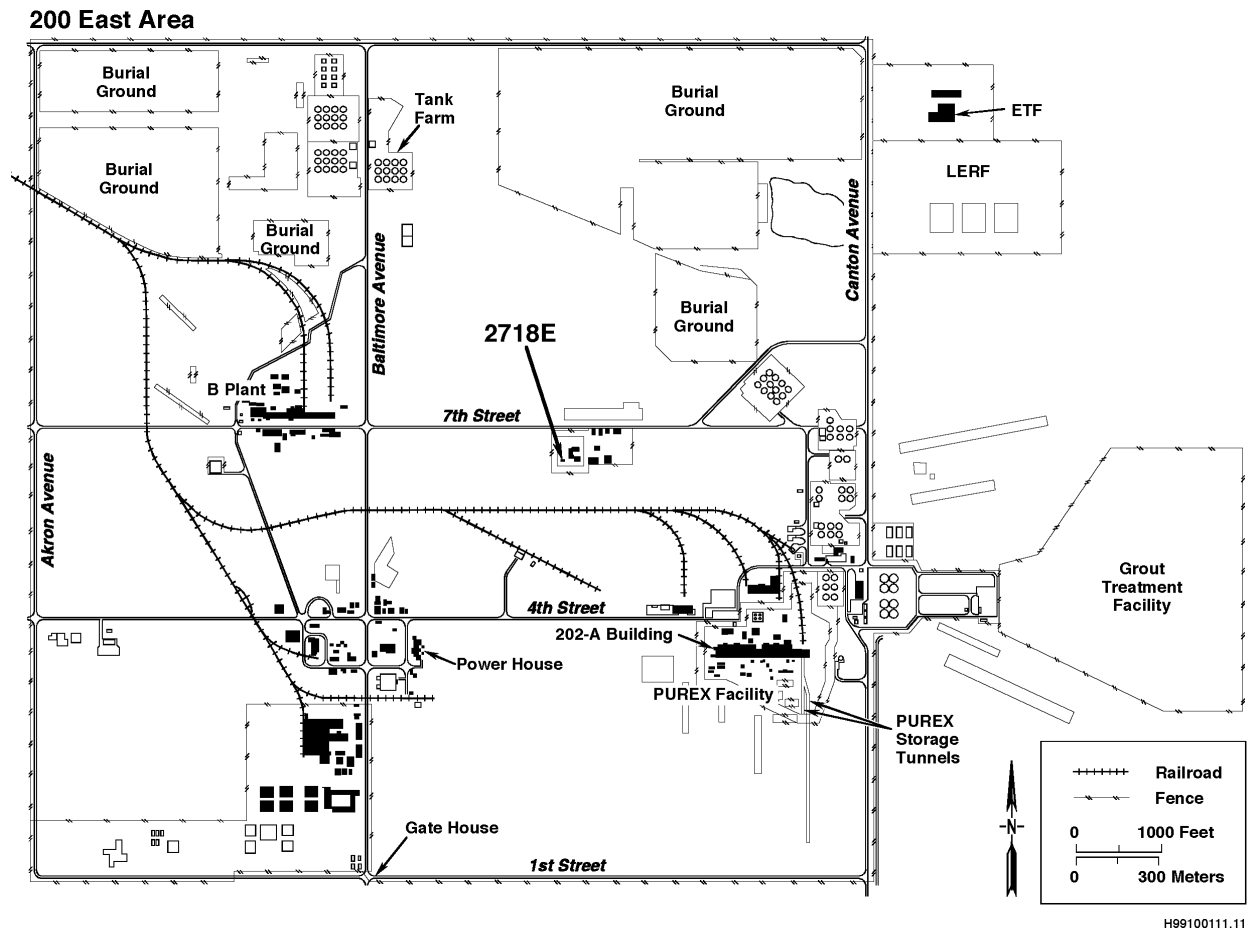 200 East Area
Burial
Ground
Tank
Farm
Burial
Ground
ETF
Burial
Ground
LERF
Canton Avenue
Burial
Ground
Baltimore Avenue
Burial
Ground
2718E
B Plant
7th Street
Akron Avenue
Grout
Treatment
Facility
4th Street
202-A Building
Power House
PUREX Facility
PUREX
Storage
Tunnels
Railroad
Fence
N
0
1000 Feet
0
300 Meters
Gate House
1st Street
H99100111.11